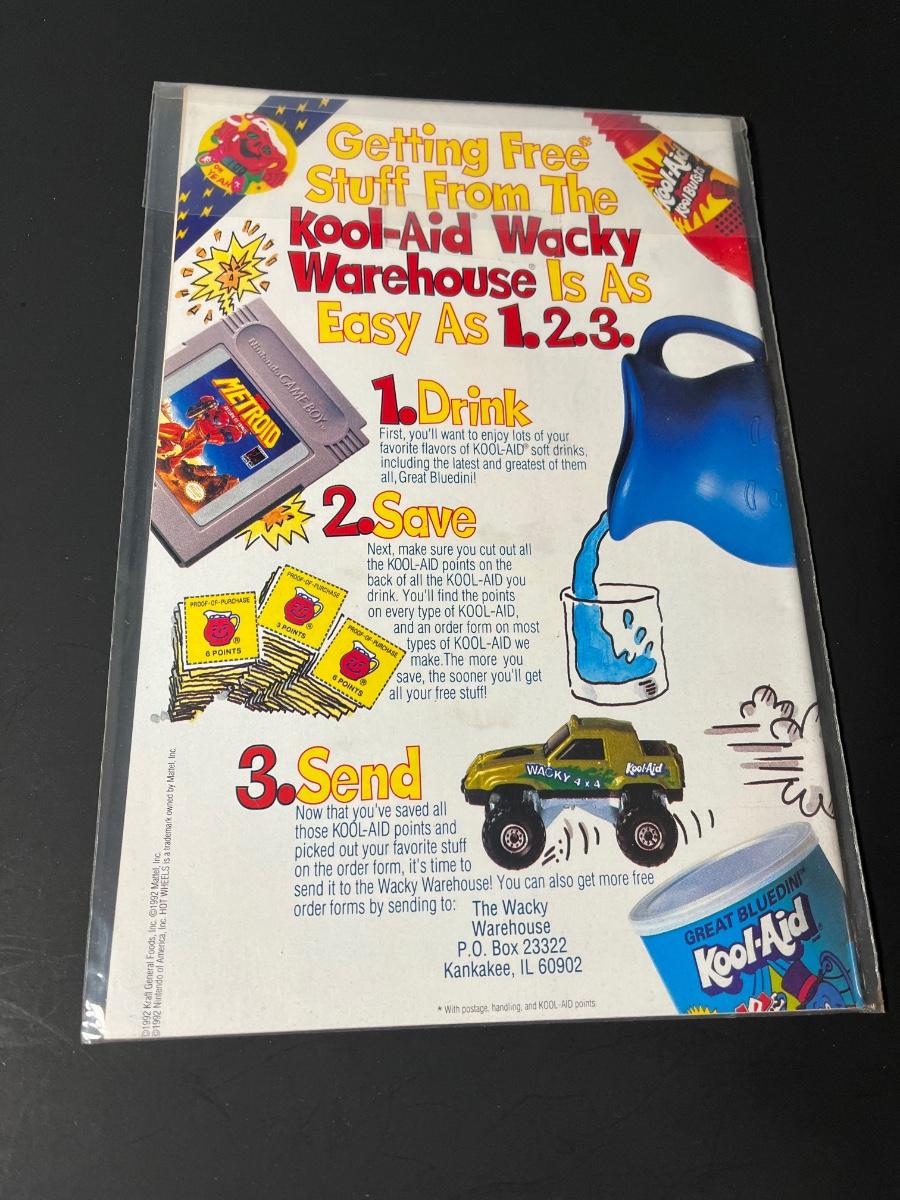 Getting Free*
Stuff From The
Kool-Aid® Wacky
Warehouse® Is As
Easy As 1.2.3.
YEAR
Kool-Aid
Kool Bursts
Nintendo GAME BOY
METROID
1.Drink
First, you'll want to enjoy lots of your
favorite flavors of KOOL-AID® soft drinks,
including the latest and greatest of them
all, Great Bluedini!
2.Save
Next, make sure you cut out all
the KOOL-AID points on the
back of all the KOOL-AID you
drink. You'll find the points
on every type of KOOL-AID,
and an order form on most
types of KOOL-AID we
make.The more you
save, the sooner you'll get
all your free stuff!
PROOF-OF-PURCHASE
6 POINTS
PROOF-OF-PURCHASE
3 POINTS
PROOF-OF-PURCHASE
6 POINTS
3.Send
Now that you've saved all
those KOOL-AID points and
picked out your favorite stuff
on the order form, it's time to
send it to the Wacky Warehouse! You can also get more free
order forms by sending to:
The Wacky
Warehouse
P.O. Box 23322
Kankakee, IL 60902
WACKY 4 x 4
Kool-Aid
GREAT BLUEDINI™
Kool-Aid®
* With postage, handling, and KOOL-AID points.
©1992 Kraft General Foods, Inc. ©1992 Mattel, Inc.
©1992 Nintendo of America, Inc. HOT WHEELS is a trademark owned by Mattel, Inc.